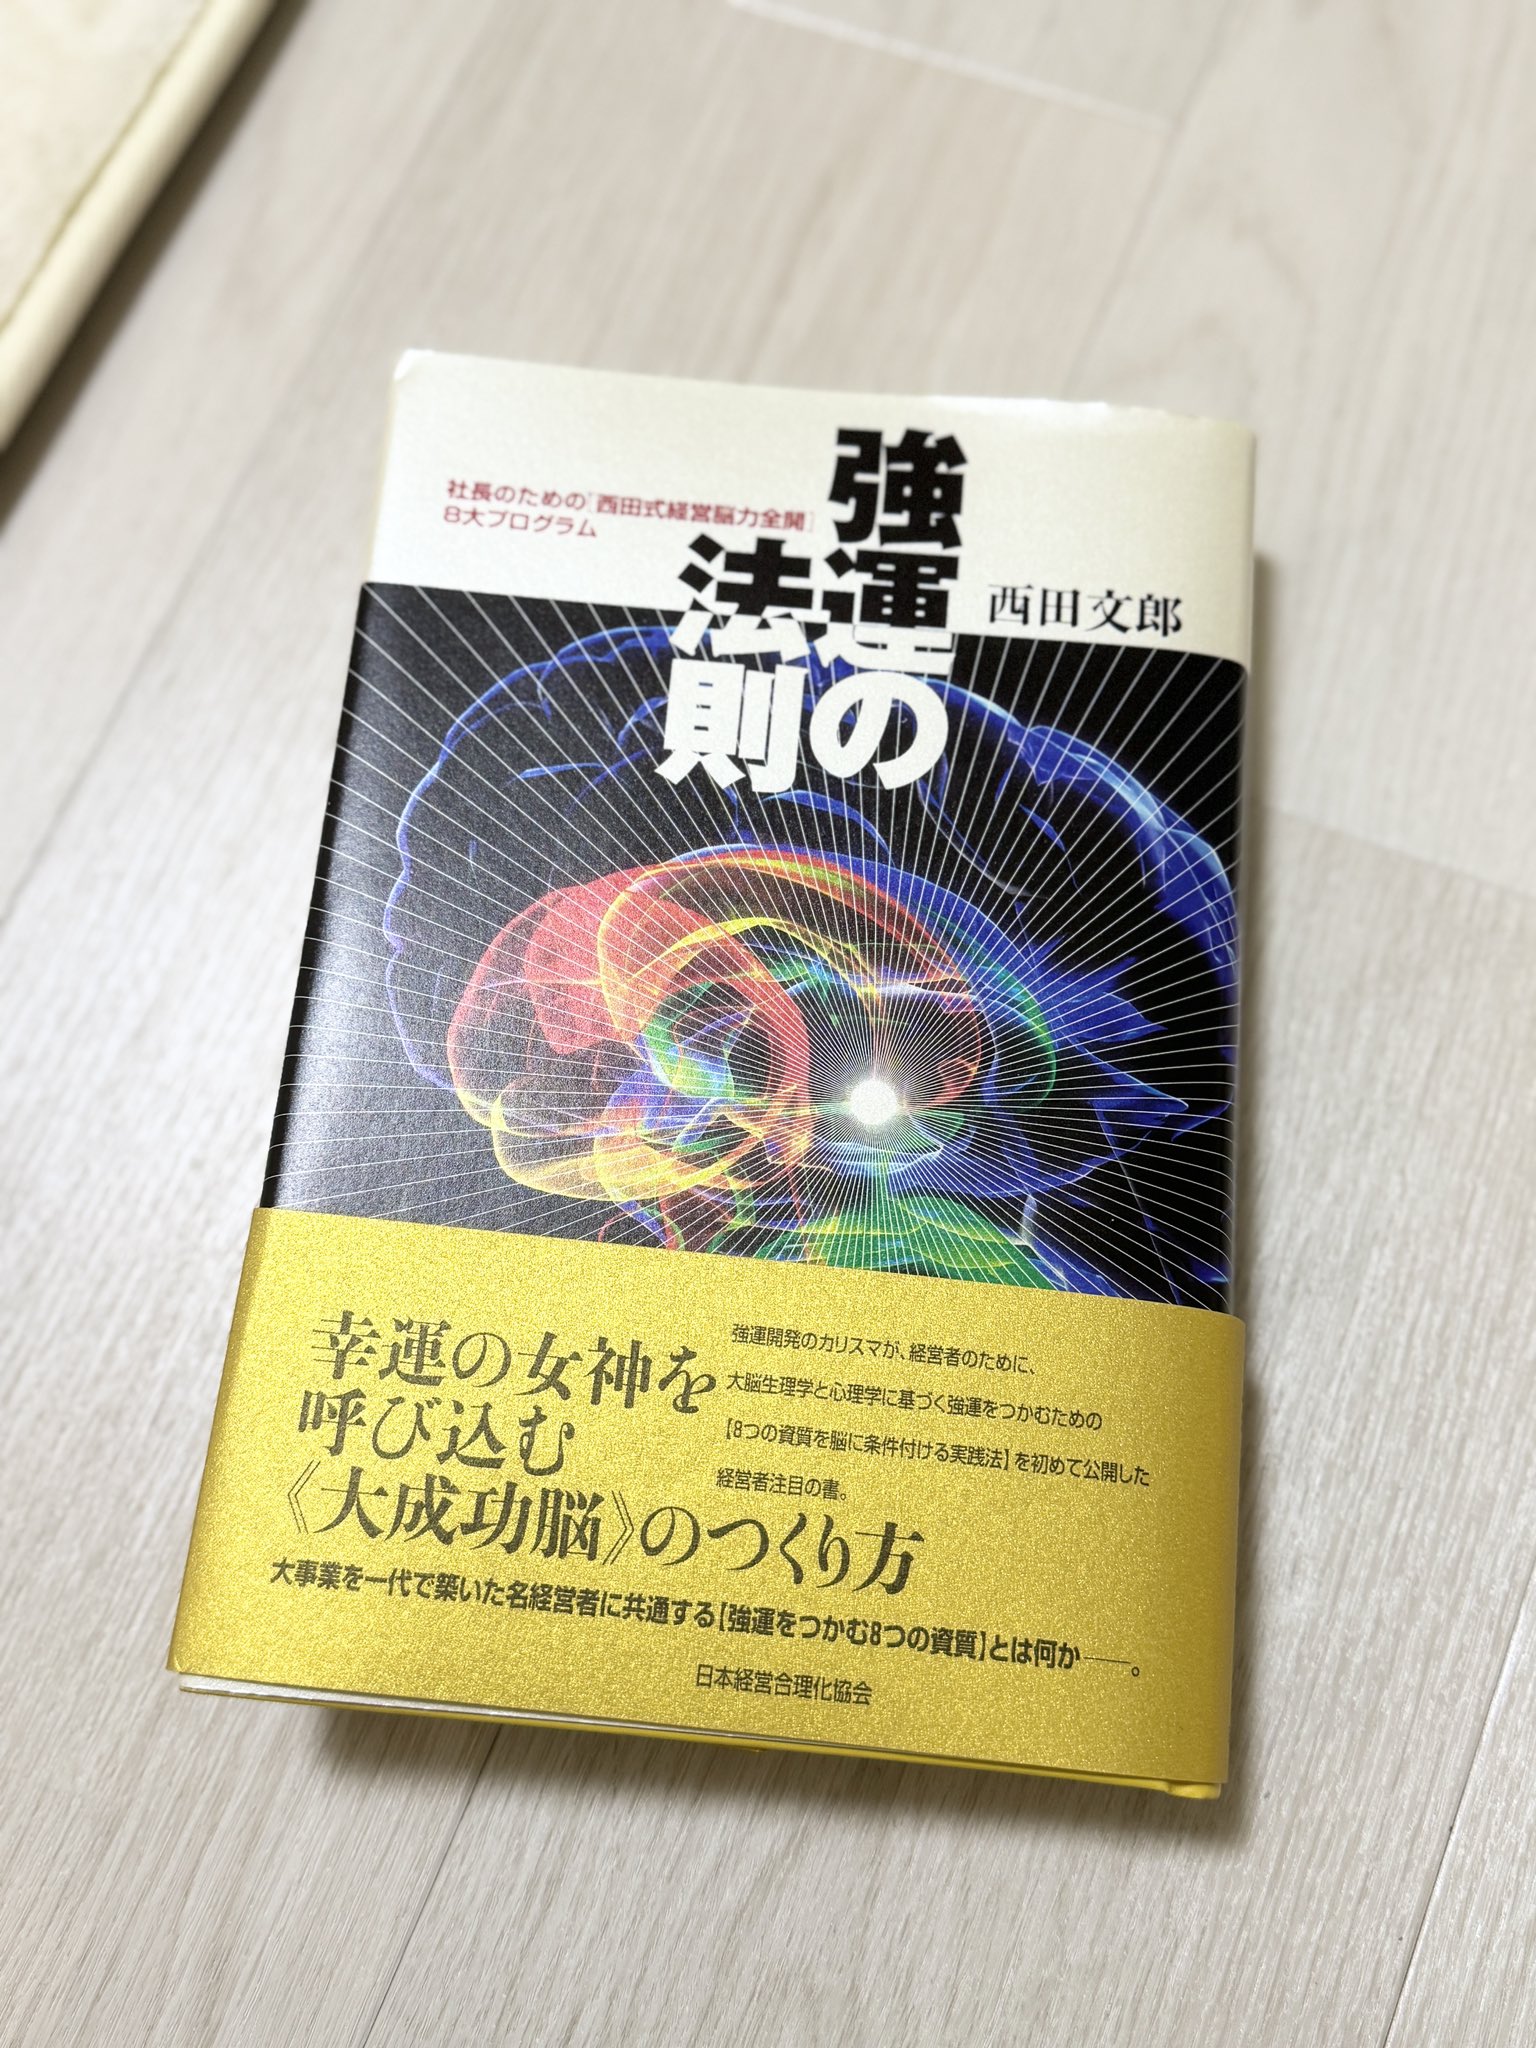 強運の
法則
社長のための「西田式経営脳力全開」
8大プログラム
西田文郎
幸運の女神を
呼び込む
《大成功脳》のつくり方
強運開発のカリスマが、経営者のために、
大脳生理学と心理学に基づく強運をつかむための
【8つの資質を脳に条件付ける実践法】を初めて公開した
経営者注目の書。
大事業を一代で築いた名経営者に共通する【強運をつかむ8つの資質】とは何か――。
日本経営合理化協会